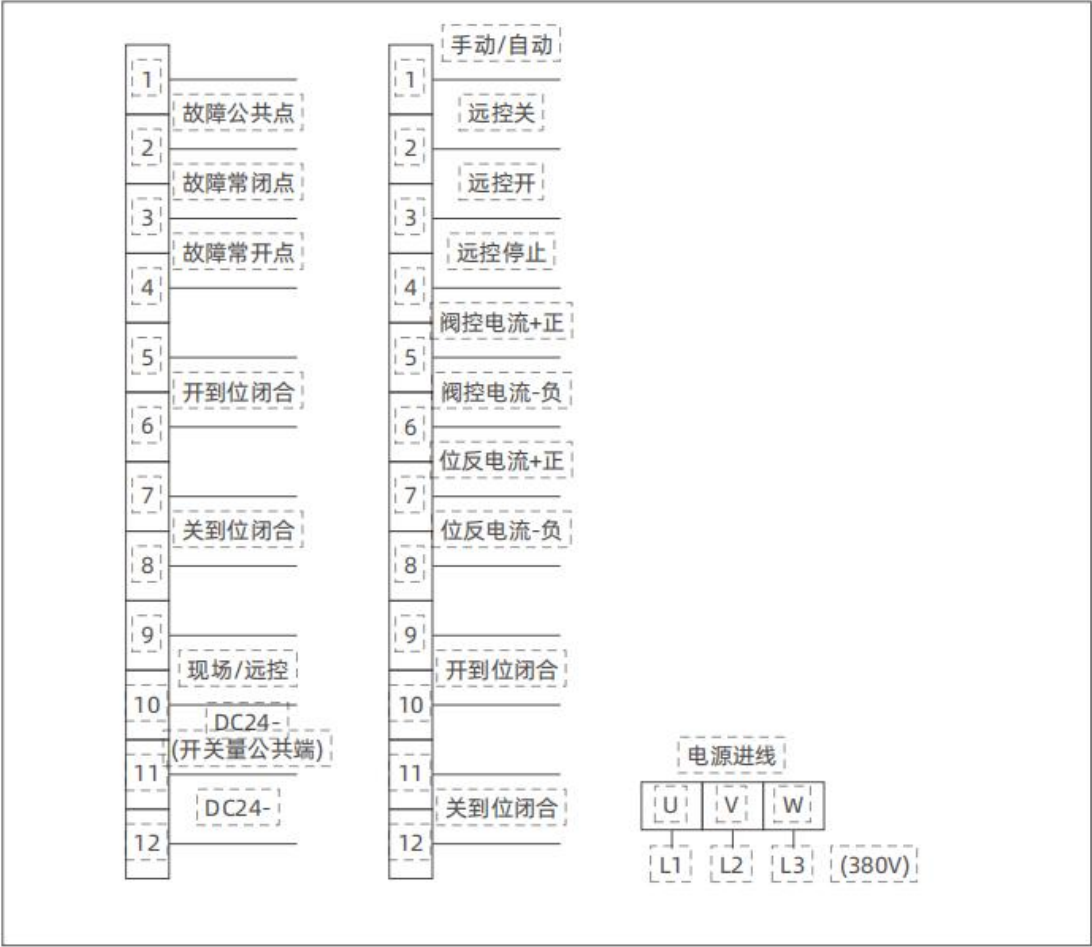 1
故障公共点
2
故障常闭点
3
故障常开点
4
5
开到位闭合
6
7
关到位闭合
8
9
现场/远控
10
DC24-
(开关量公共端)
11
DC24-
12
手动/自动
1
远控关
2
远控开
3
远控停止
4
阀控电流+正
5
阀控电流-负
6
位反电流+正
7
位反电流-负
8
9
开到位闭合
10
11
关到位闭合
12
电源进线
U V W
L1 L2 L3 (380V)